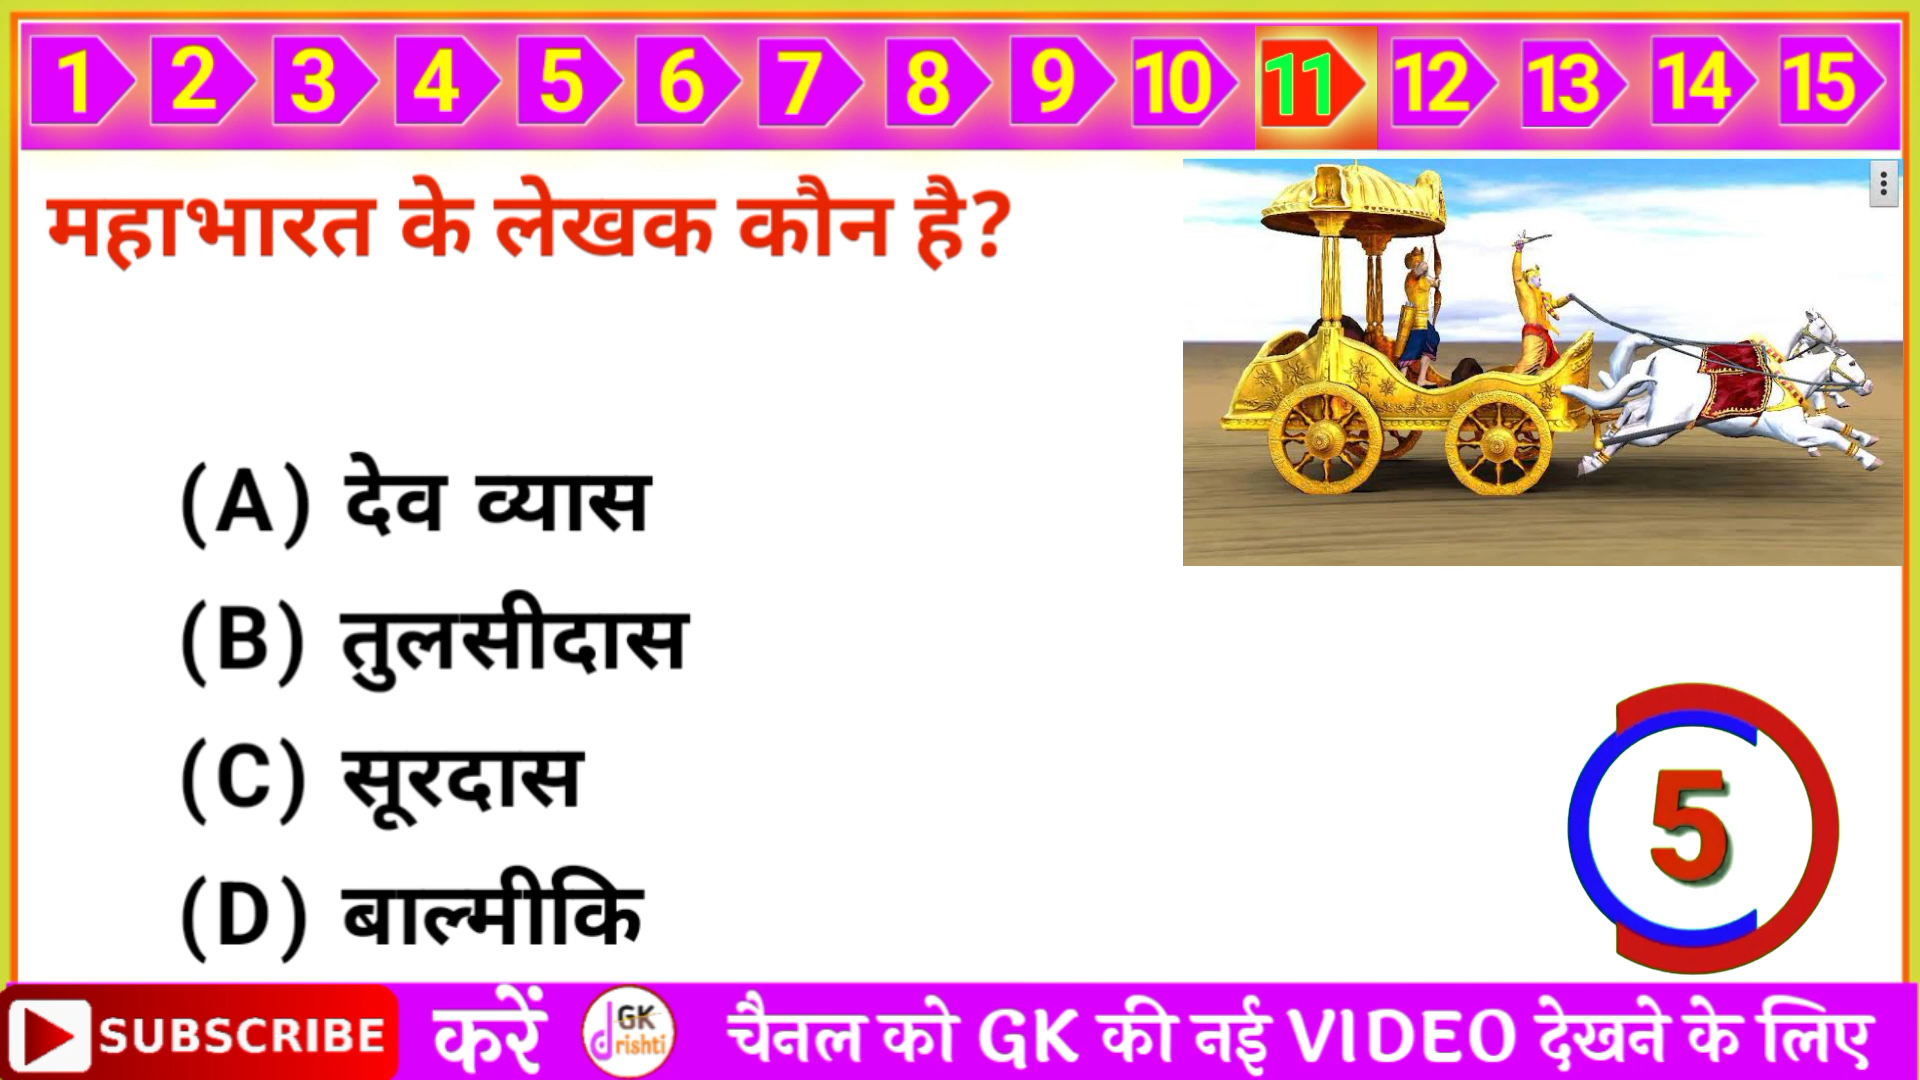 1 2 3 4 5 6 7 8 9 10 11 12 13 14 15
महाभारत के लेखक कौन है?
(A) देव व्यास
(B) तुलसीदास
(C) सूरदास
(D) बाल्मीकि
5
SUBSCRIBE करें GK drishti चैनल को GK की नई VIDEO देखने के लिए